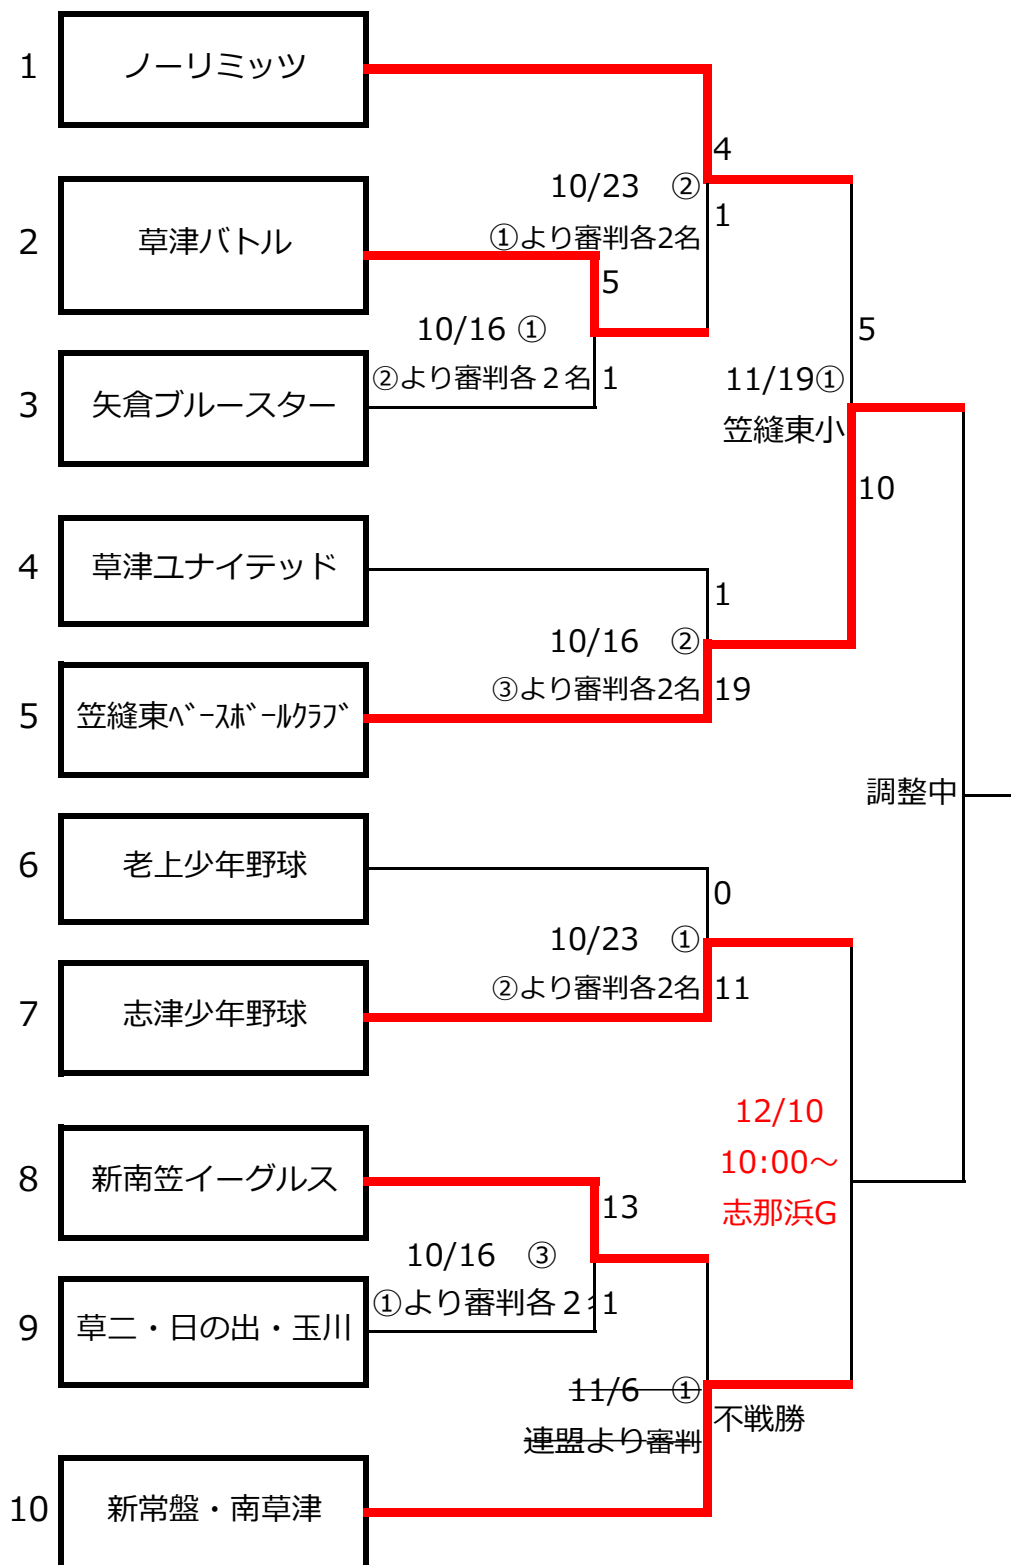 1 ノーリミッツ
4
10/23 ②
1
2 草津バトル
①より審判各2名
5
10/16 ①
5
②より審判各２名
1
11/19①
3 矢倉ブルースター
笠縫東小
10
4 草津ユナイテッド
1
10/16 ②
③より審判各2名
19
5 笠縫東ﾍﾞｰｽﾎﾞｰﾙｸﾗﾌﾞ
調整中
6 老上少年野球
0
10/23 ①
②より審判各2名
11
7 志津少年野球
12/10
10:00～
志那浜G
8 新南笠イーグルス
13
10/16 ③
①より審判各２
1
9 草二・日の出・玉川
11/6 ①
不戦勝
連盟より審判
10 新常盤・南草津